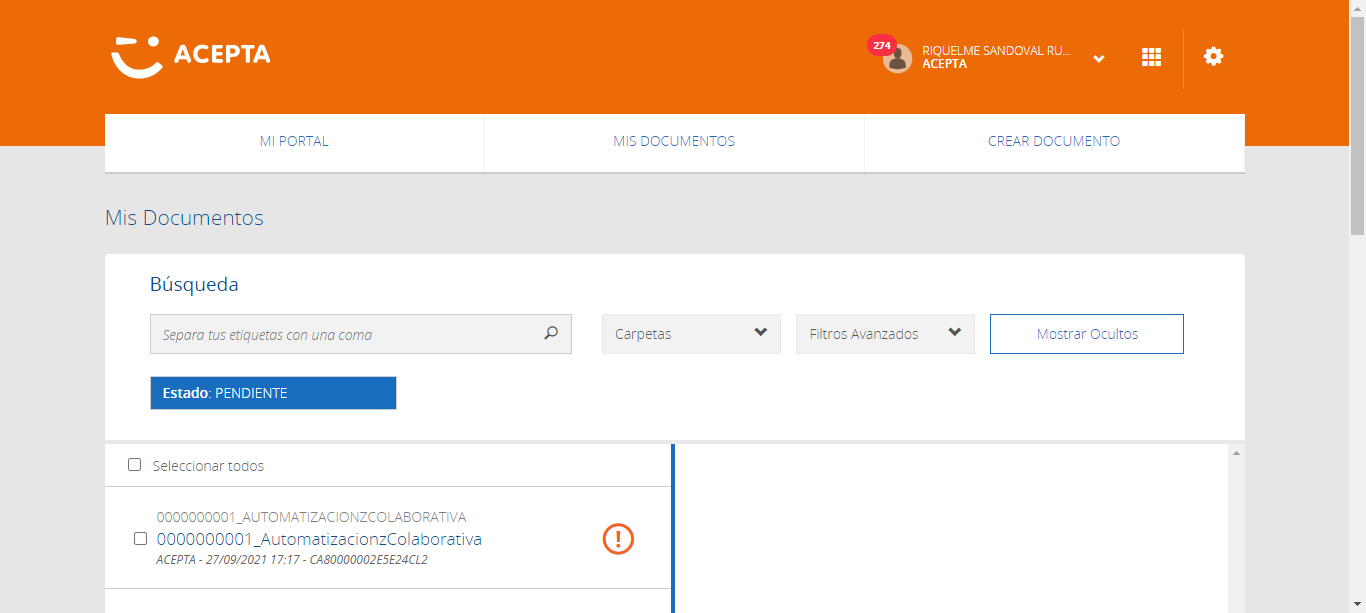 ACEPTA
274
RIQUELME SANDOVAL RU...
ACEPTA
MI PORTAL
MIS DOCUMENTOS
CREAR DOCUMENTO
Mis Documentos
Búsqueda
Separa tus etiquetas con una coma
Carpetas
Filtros Avanzados
Mostrar Ocultos
Estado: PENDIENTE
Seleccionar todos
0000000001_AUTOMATIZACIONZCOLABORATIVA
0000000001_AutomatizacionzColaborativa
ACEPTA - 27/09/2021 17:17 - CA80000002E5E24CL2